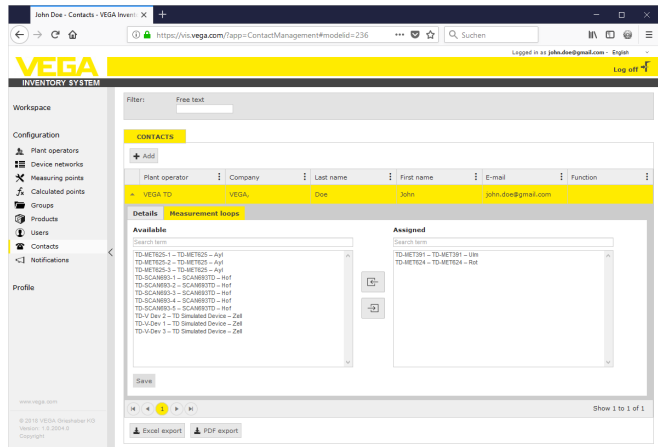 John Doe - Contacts - VEGA Invento
https://vis.vega.com/?app=ContactManagement#modelid=236
Suchen
Logged in as john.doe@gmail.com - English
VEGA
Log off
INVENTORY SYSTEM
Workspace
Configuration
Plant operators
Device networks
Measuring points
Calculated points
Groups
Products
Users
Contacts
Notifications
Profile
www.vega.com
VEGA Grieshaber KG
Copyright
Filter: Free text
CONTACTS
Add
Plant operator Company Last name First name E-mail Function
VEGA TD VEGA, Doe John john.doe@gmail.com
Details Measurement loops
Available
Search term
TD-MET625-1 – TD-MET625 – Ayl
TD-MET625-2 – TD-MET625 – Ayl
TD-MET625-3 – TD-MET625 – Ayl
TD-SCAN693-1 – SCAN693TD – Hof
TD-SCAN693-2 – SCAN693TD – Hof
TD-SCAN693-3 – SCAN693TD – Hof
TD-SCAN693-4 – SCAN693TD – Hof
TD-SCAN693-5 – SCAN693TD – Hof
TD-V Dev 2 – TD Simulated Device – Zell
TD-V-Dev 1 – TD Simulated Device – Zell
TD-V-Dev 3 – TD Simulated Device – Zell
Assigned
Search term
TD-MET391 – TD-MET391 – Ulm
TD-MET624 – TD-MET624 – Rot
Save
1
Show 1 to 1 of 1
Excel export PDF export